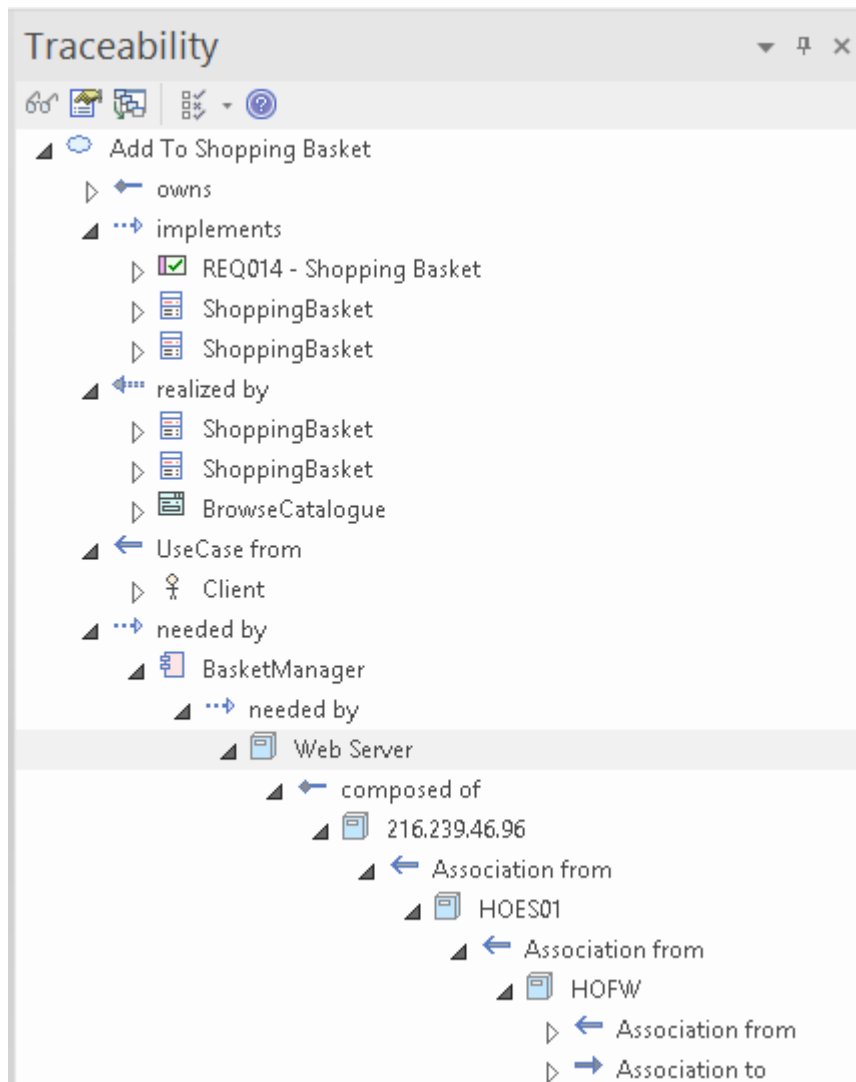 Traceability
Add To Shopping Basket
owns
implements
REQ014 - Shopping Basket
ShoppingBasket
ShoppingBasket
realized by
ShoppingBasket
ShoppingBasket
BrowseCatalogue
UseCase from
Client
needed by
BasketManager
needed by
Web Server
composed of
216.239.46.96
Association from
HOES01
Association from
HOFW
Association from
Association to